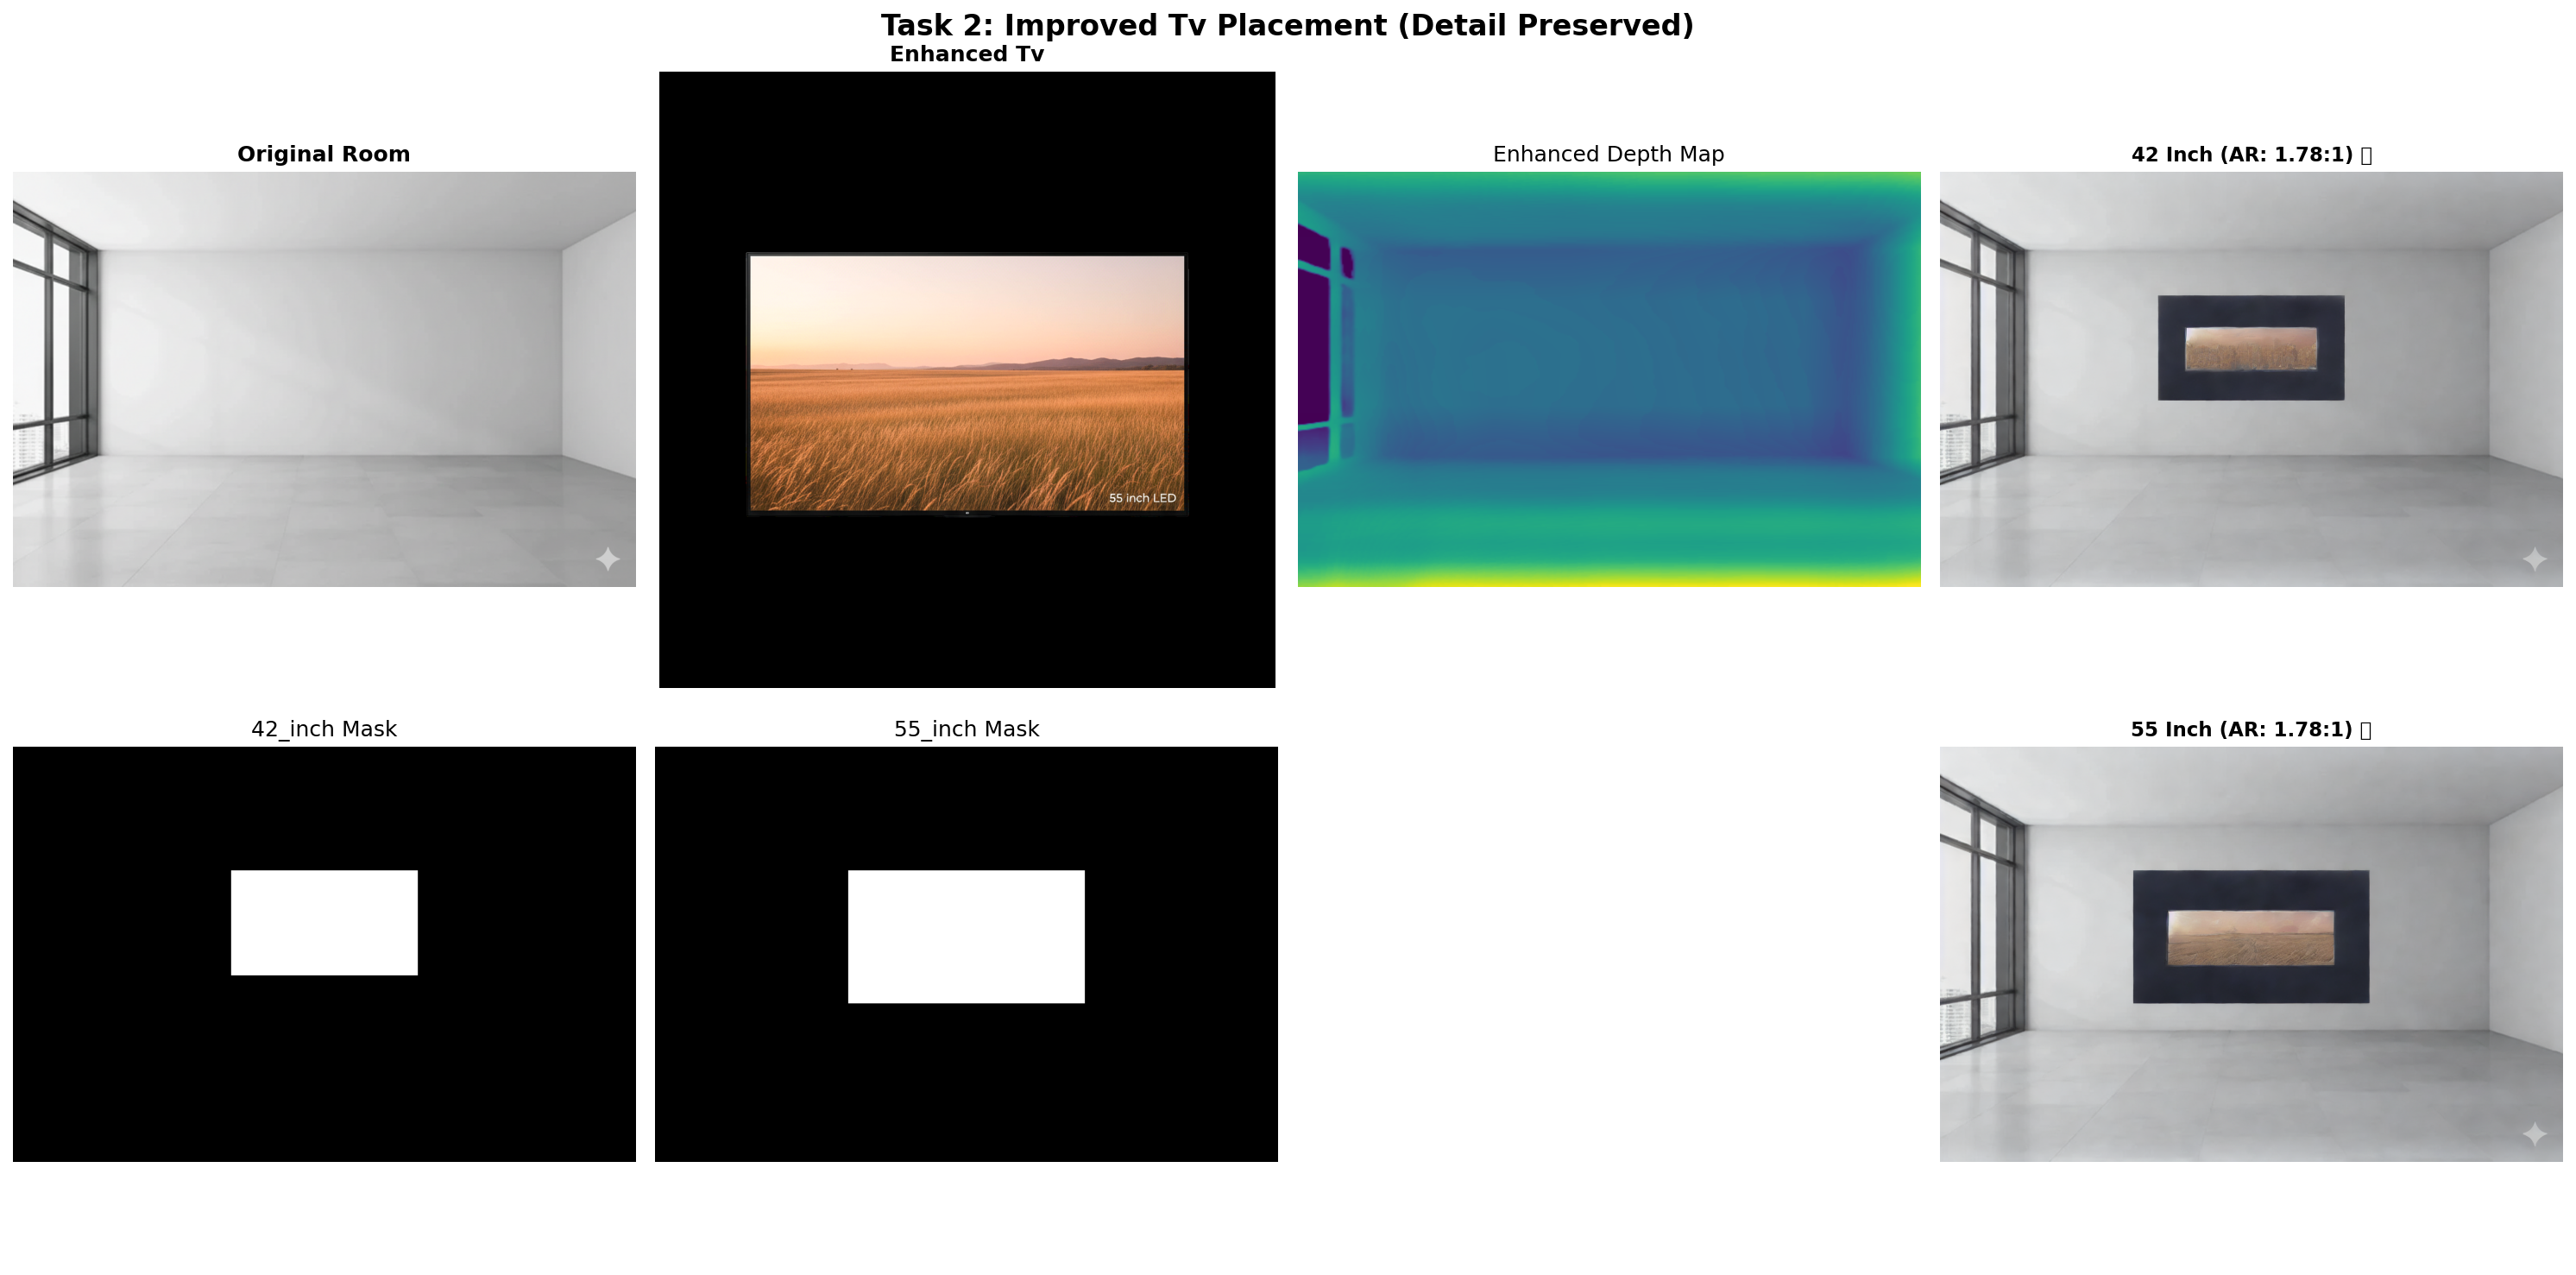 Task 2: Improved Tv Placement (Detail Preserved)
Enhanced Tv
Original Room
Enhanced Depth Map
42 Inch (AR: 1.78:1) 
55 inch LED
42_inch Mask
55_inch Mask
55 Inch (AR: 1.78:1)